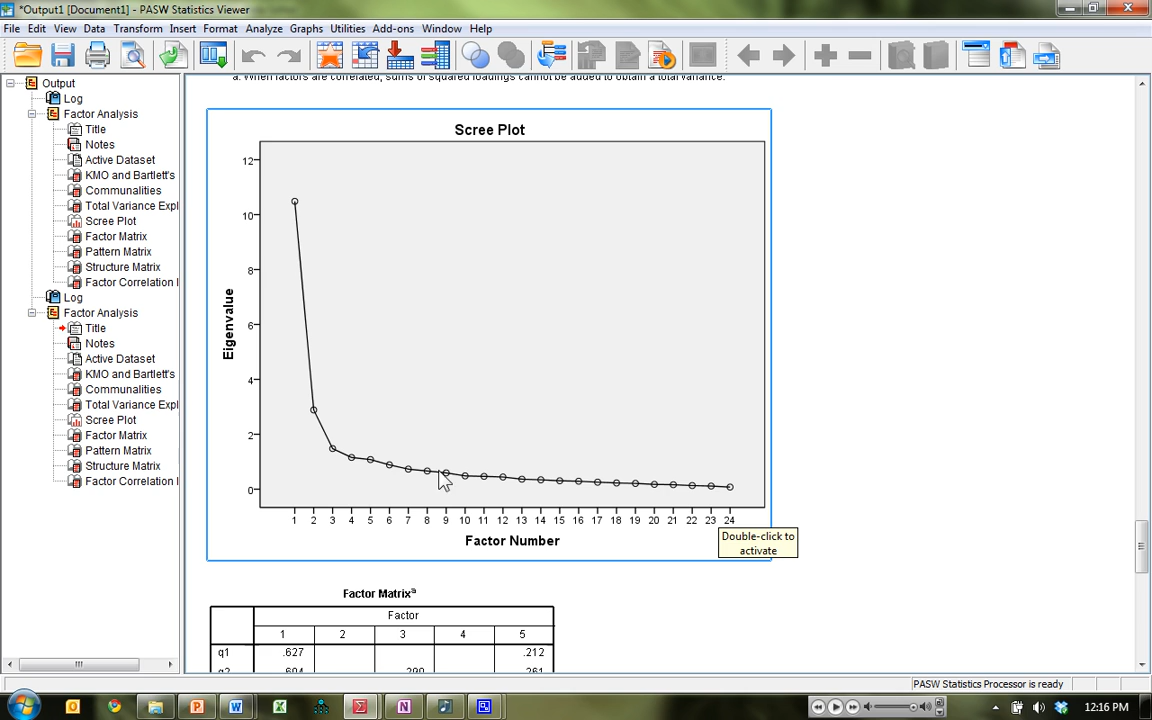 *Output1 [Document1] - PASW Statistics Viewer
File Edit View Data Transform Insert Format Analyze Graphs Utilities Add-ons Window Help
Output
Log
Factor Analysis
Title
Notes
Active Dataset
KMO and Bartlett's
Communalities
Total Variance Expl
Scree Plot
Factor Matrix
Pattern Matrix
Structure Matrix
Factor Correlation
Log
Factor Analysis
Title
Notes
Active Dataset
KMO and Bartlett's
Communalities
Total Variance Expl
Scree Plot
Factor Matrix
Pattern Matrix
Structure Matrix
Factor Correlation
a. When factors are correlated, sums of squared loadings cannot be added to obtain a total variance.
Scree Plot
12
10
8
6
4
2
0
Eigenvalue
1 2 3 4 5 6 7 8 9 10 11 12 13 14 15 16 17 18 19 20 21 22 23 24
Factor Number
Double-click to
activate
Factor Matrixa
Factor
1 2 3 4 5
q1 .627 .212
q2 .604 .290 .261
PASW Statistics Processor is ready
12:16 PM